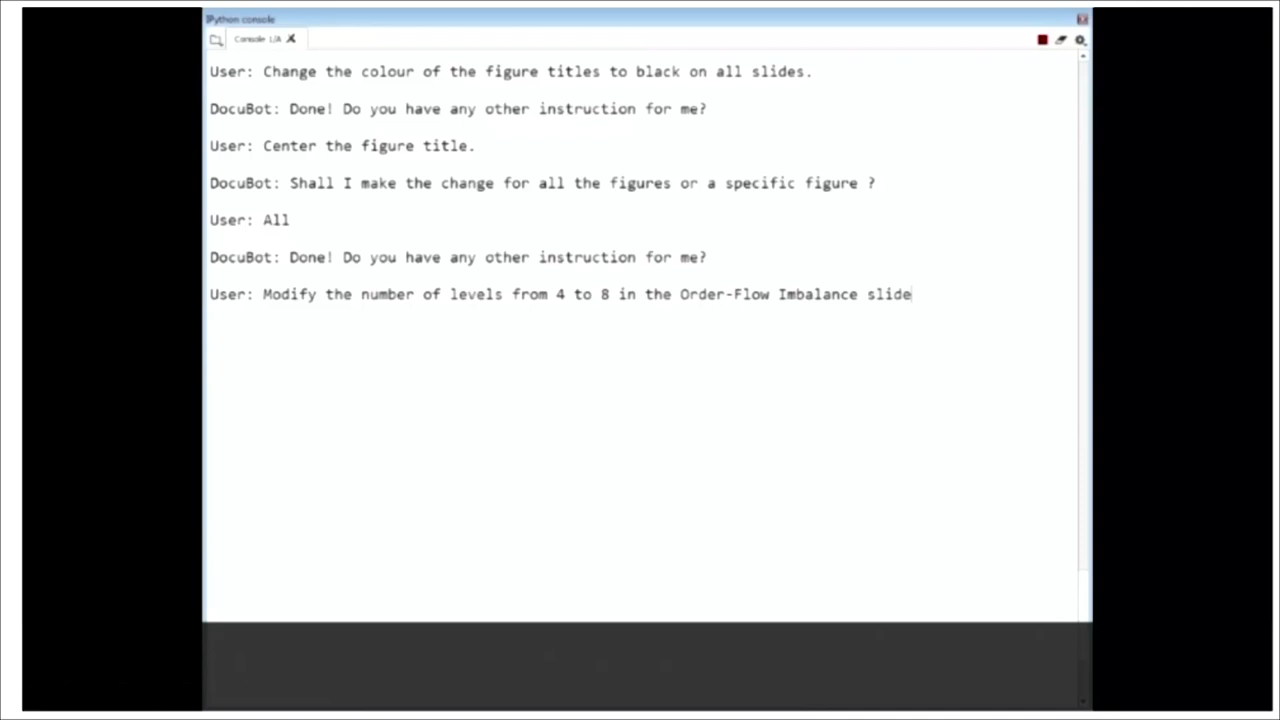 IPython console
Console 1/A
User: Change the colour of the figure titles to black on all slides.
DocuBot: Done! Do you have any other instruction for me?
User: Center the figure title.
DocuBot: Shall I make the change for all the figures or a specific figure ?
User: All
DocuBot: Done! Do you have any other instruction for me?
User: Modify the number of levels from 4 to 8 in the Order-Flow Imbalance slide